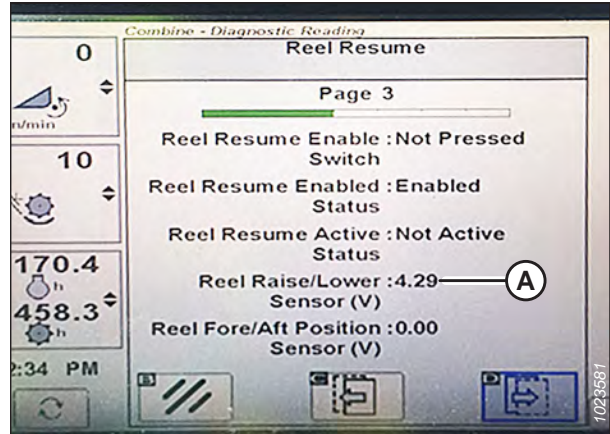 Combine - Diagnostic Reading
Reel Resume
Page 3
Reel Resume Enable :Not Pressed
Switch
Reel Resume Enabled :Enabled
Status
Reel Resume Active :Not Active
Status
Reel Raise/Lower :4.29
Sensor (V)
Reel Fore/Aft Position :0.00
Sensor (V)
A
0
n/min
10
170.4
h
458.3
h
2:34 PM
B
C
D
1023581